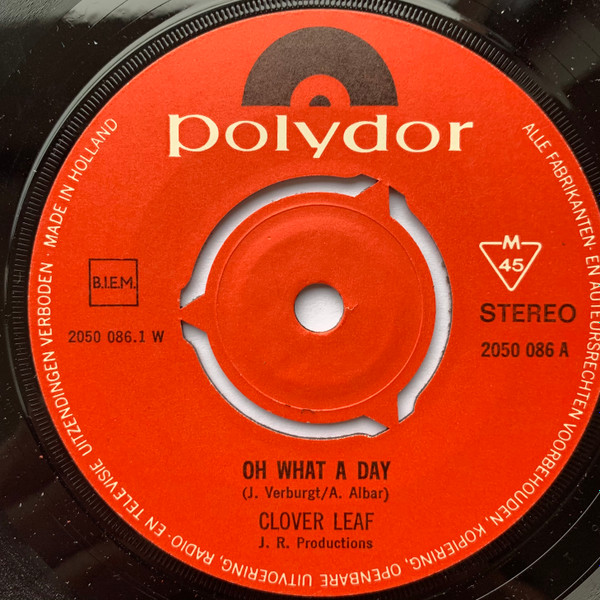 polydor
MADE IN HOLLAND
ALLE FABRIKANTEN- EN AUTEURSRECHTEN VOORBEHOUDEN, KOPIERING, OPENBARE UITVOERING, RADIO- EN TELEVISIE UITZENDINGEN VERBODEN ·
B.I.E.M.
M
45
STEREO
2050 086.1 W
2050 086 A
OH WHAT A DAY
(J. Verburgt/A. Albar)
CLOVER LEAF
J. R. Productions